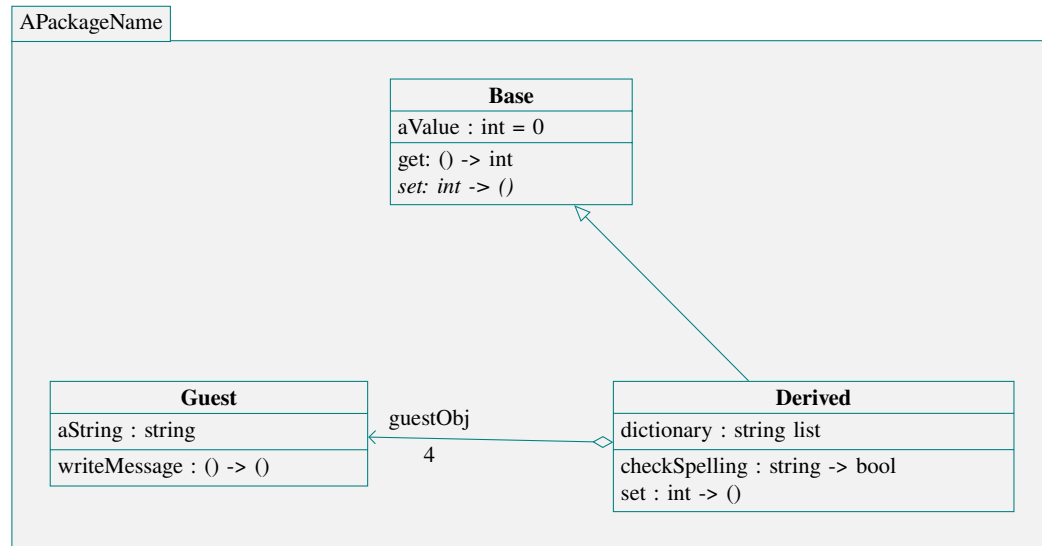 APackageName
Base
aValue : int = 0
get: () -> int
set: int -> ()
Guest
aString : string
writeMessage : () -> ()
guestObj
4
Derived
dictionary : string list
checkSpelling : string -> bool
set : int -> ()